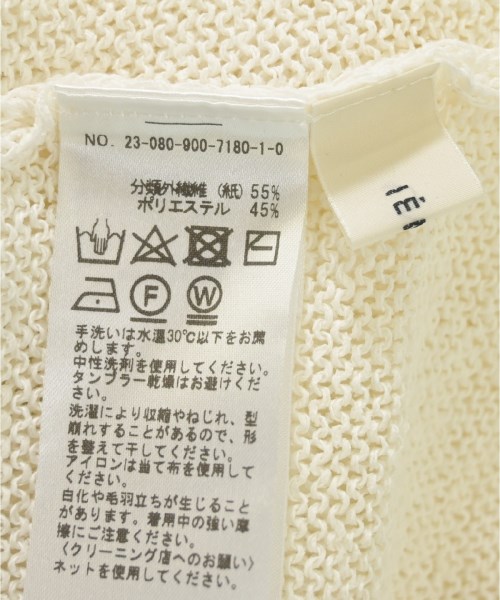 NO. 23-080-900-7180-1-0
分類外繊維 (紙) 55%
ポリエステル 45%
F
W
手洗いは水温30℃以下をお薦
めします。
中性洗剤を使用してください。
タンブラー乾燥はお避けくだ
さい。
洗濯により収縮やねじれ、型
崩れすることがあるので、形
を整えて干してください。
アイロンは当て布を使用して
ください。
白化や毛羽立ちが生じること
があります。着用中の強い摩
擦にご注意ください。
〈クリーニング店へのお願い〉
ネットを使用してください。